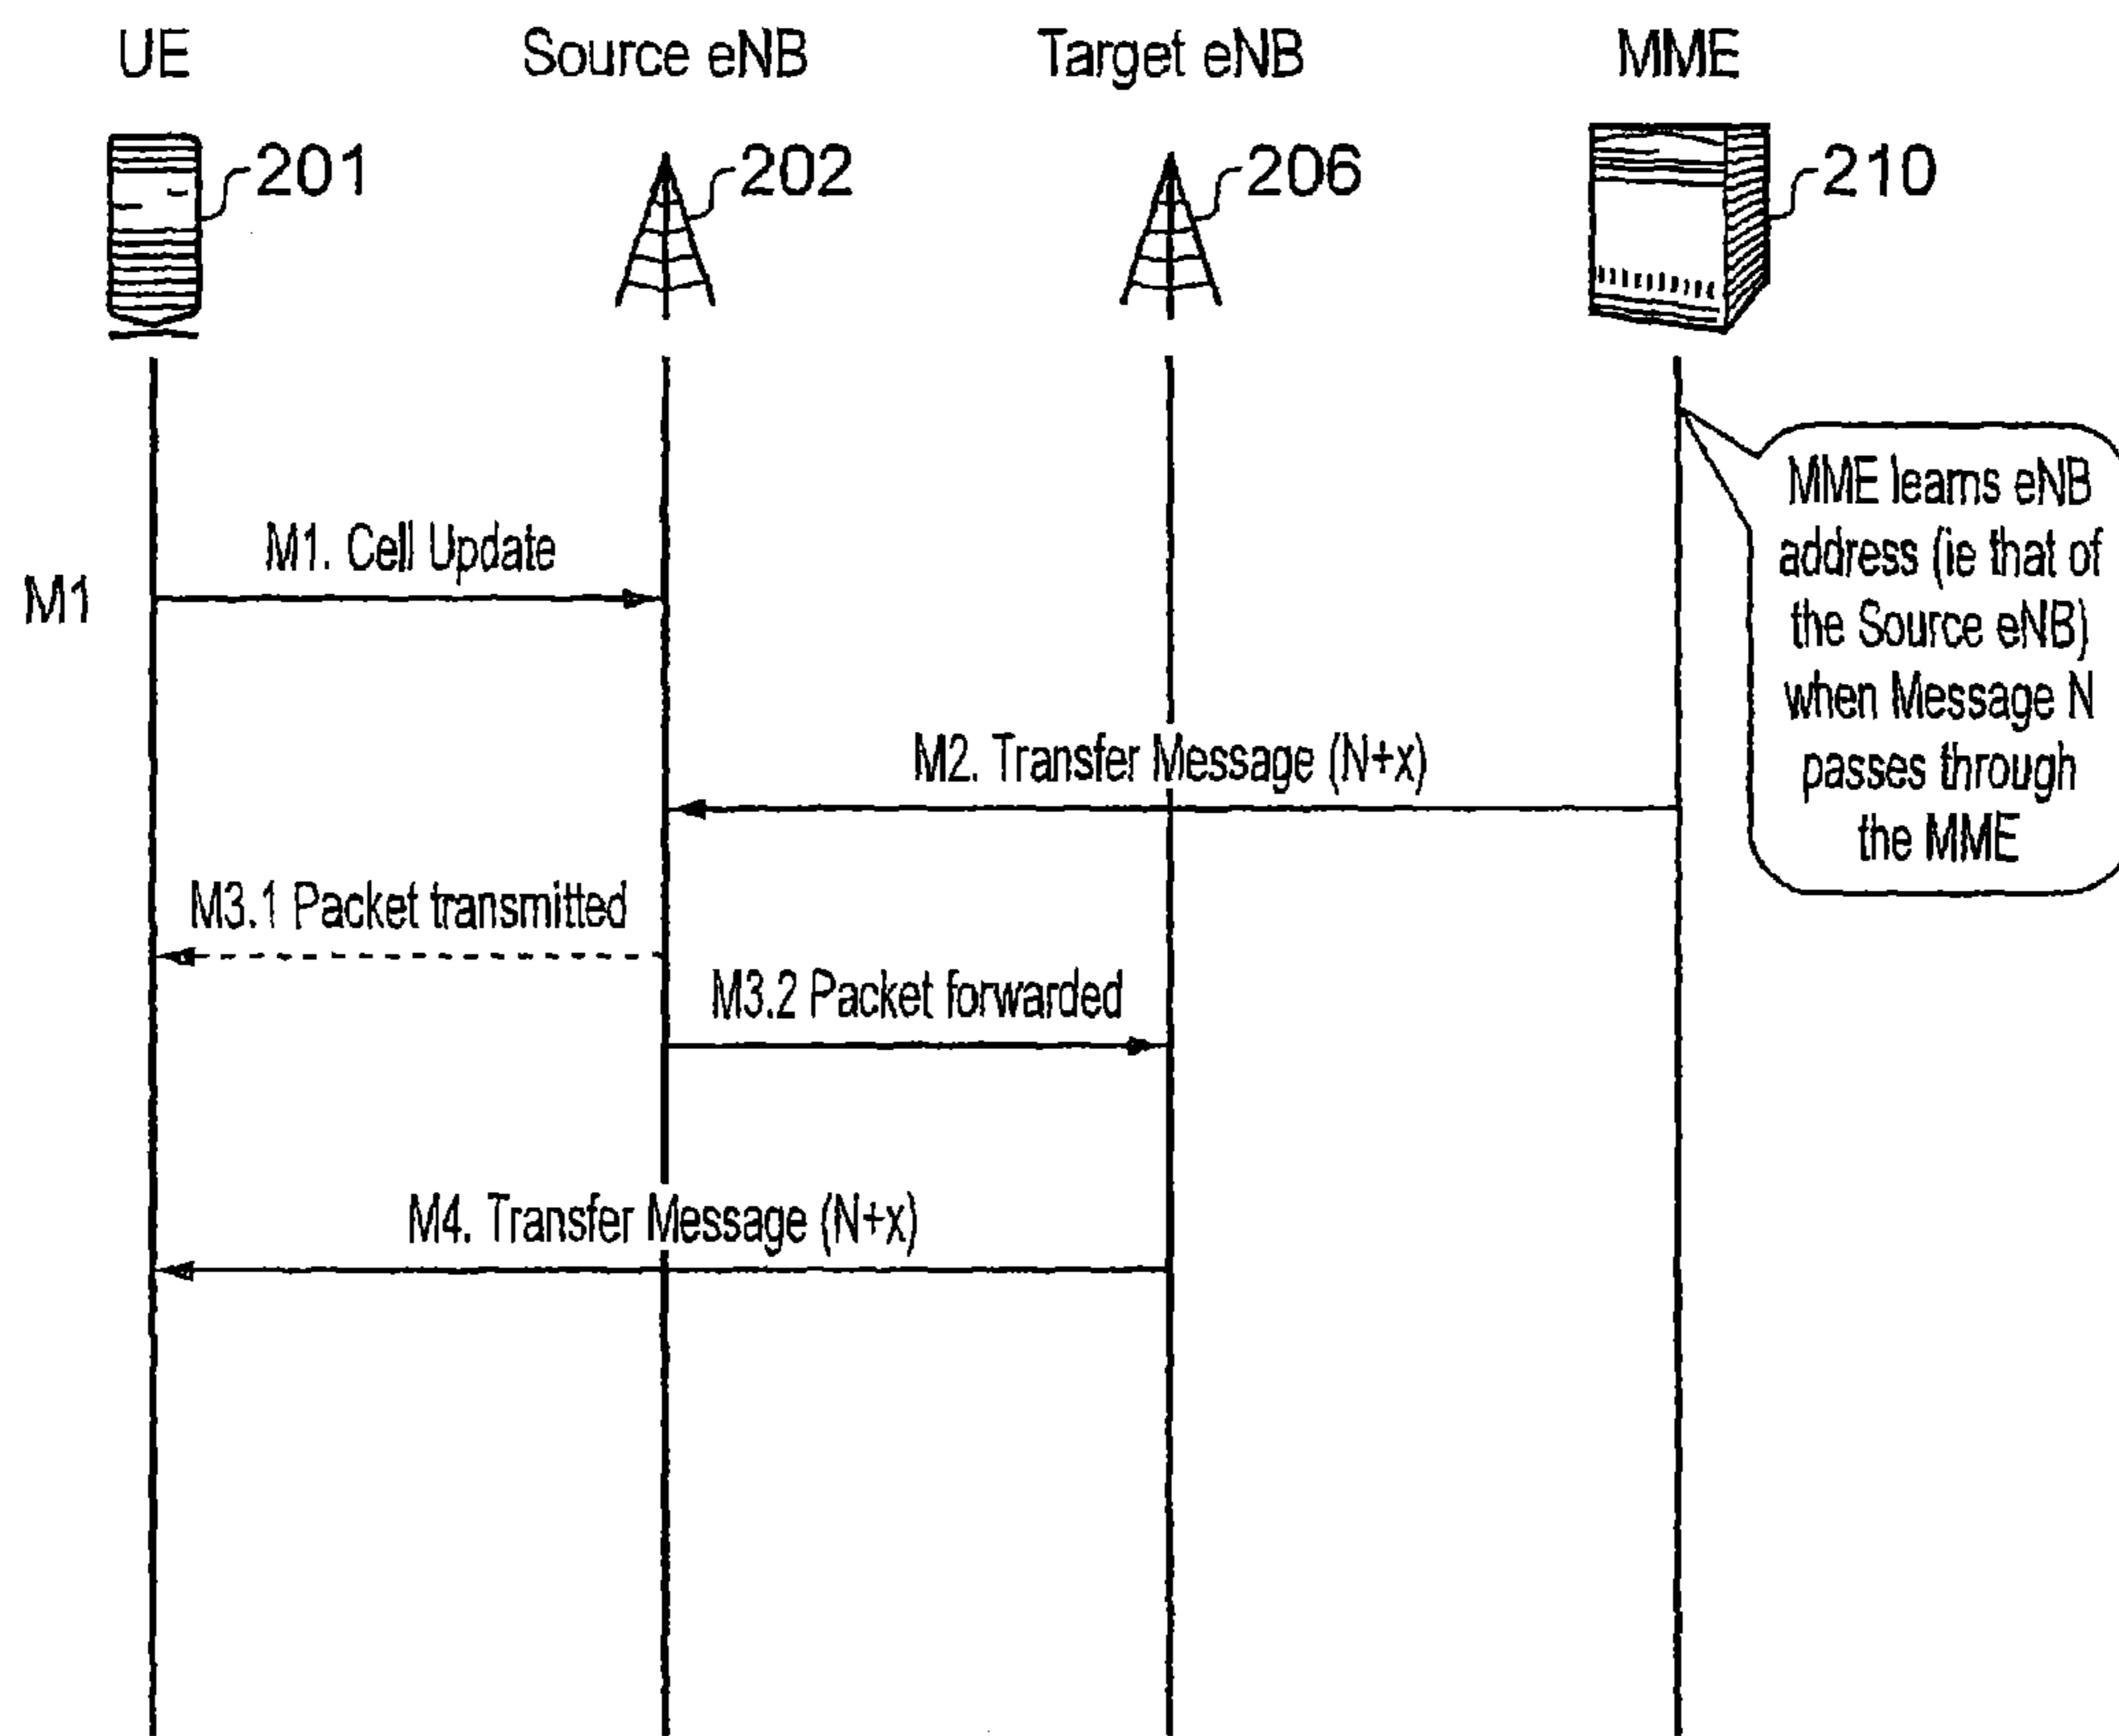 UE
Source eNB
Target eNB
MME
201
202
206
210
MME learns eNB
address (ie that of
the Source eNB)
when Message N
passes through
the MME
M1. Cell Update
M1
M2. Transfer Message (N+x)
M3.1 Packet transmitted
M3.2 Packet forwarded
M4. Transfer Message (N+x)